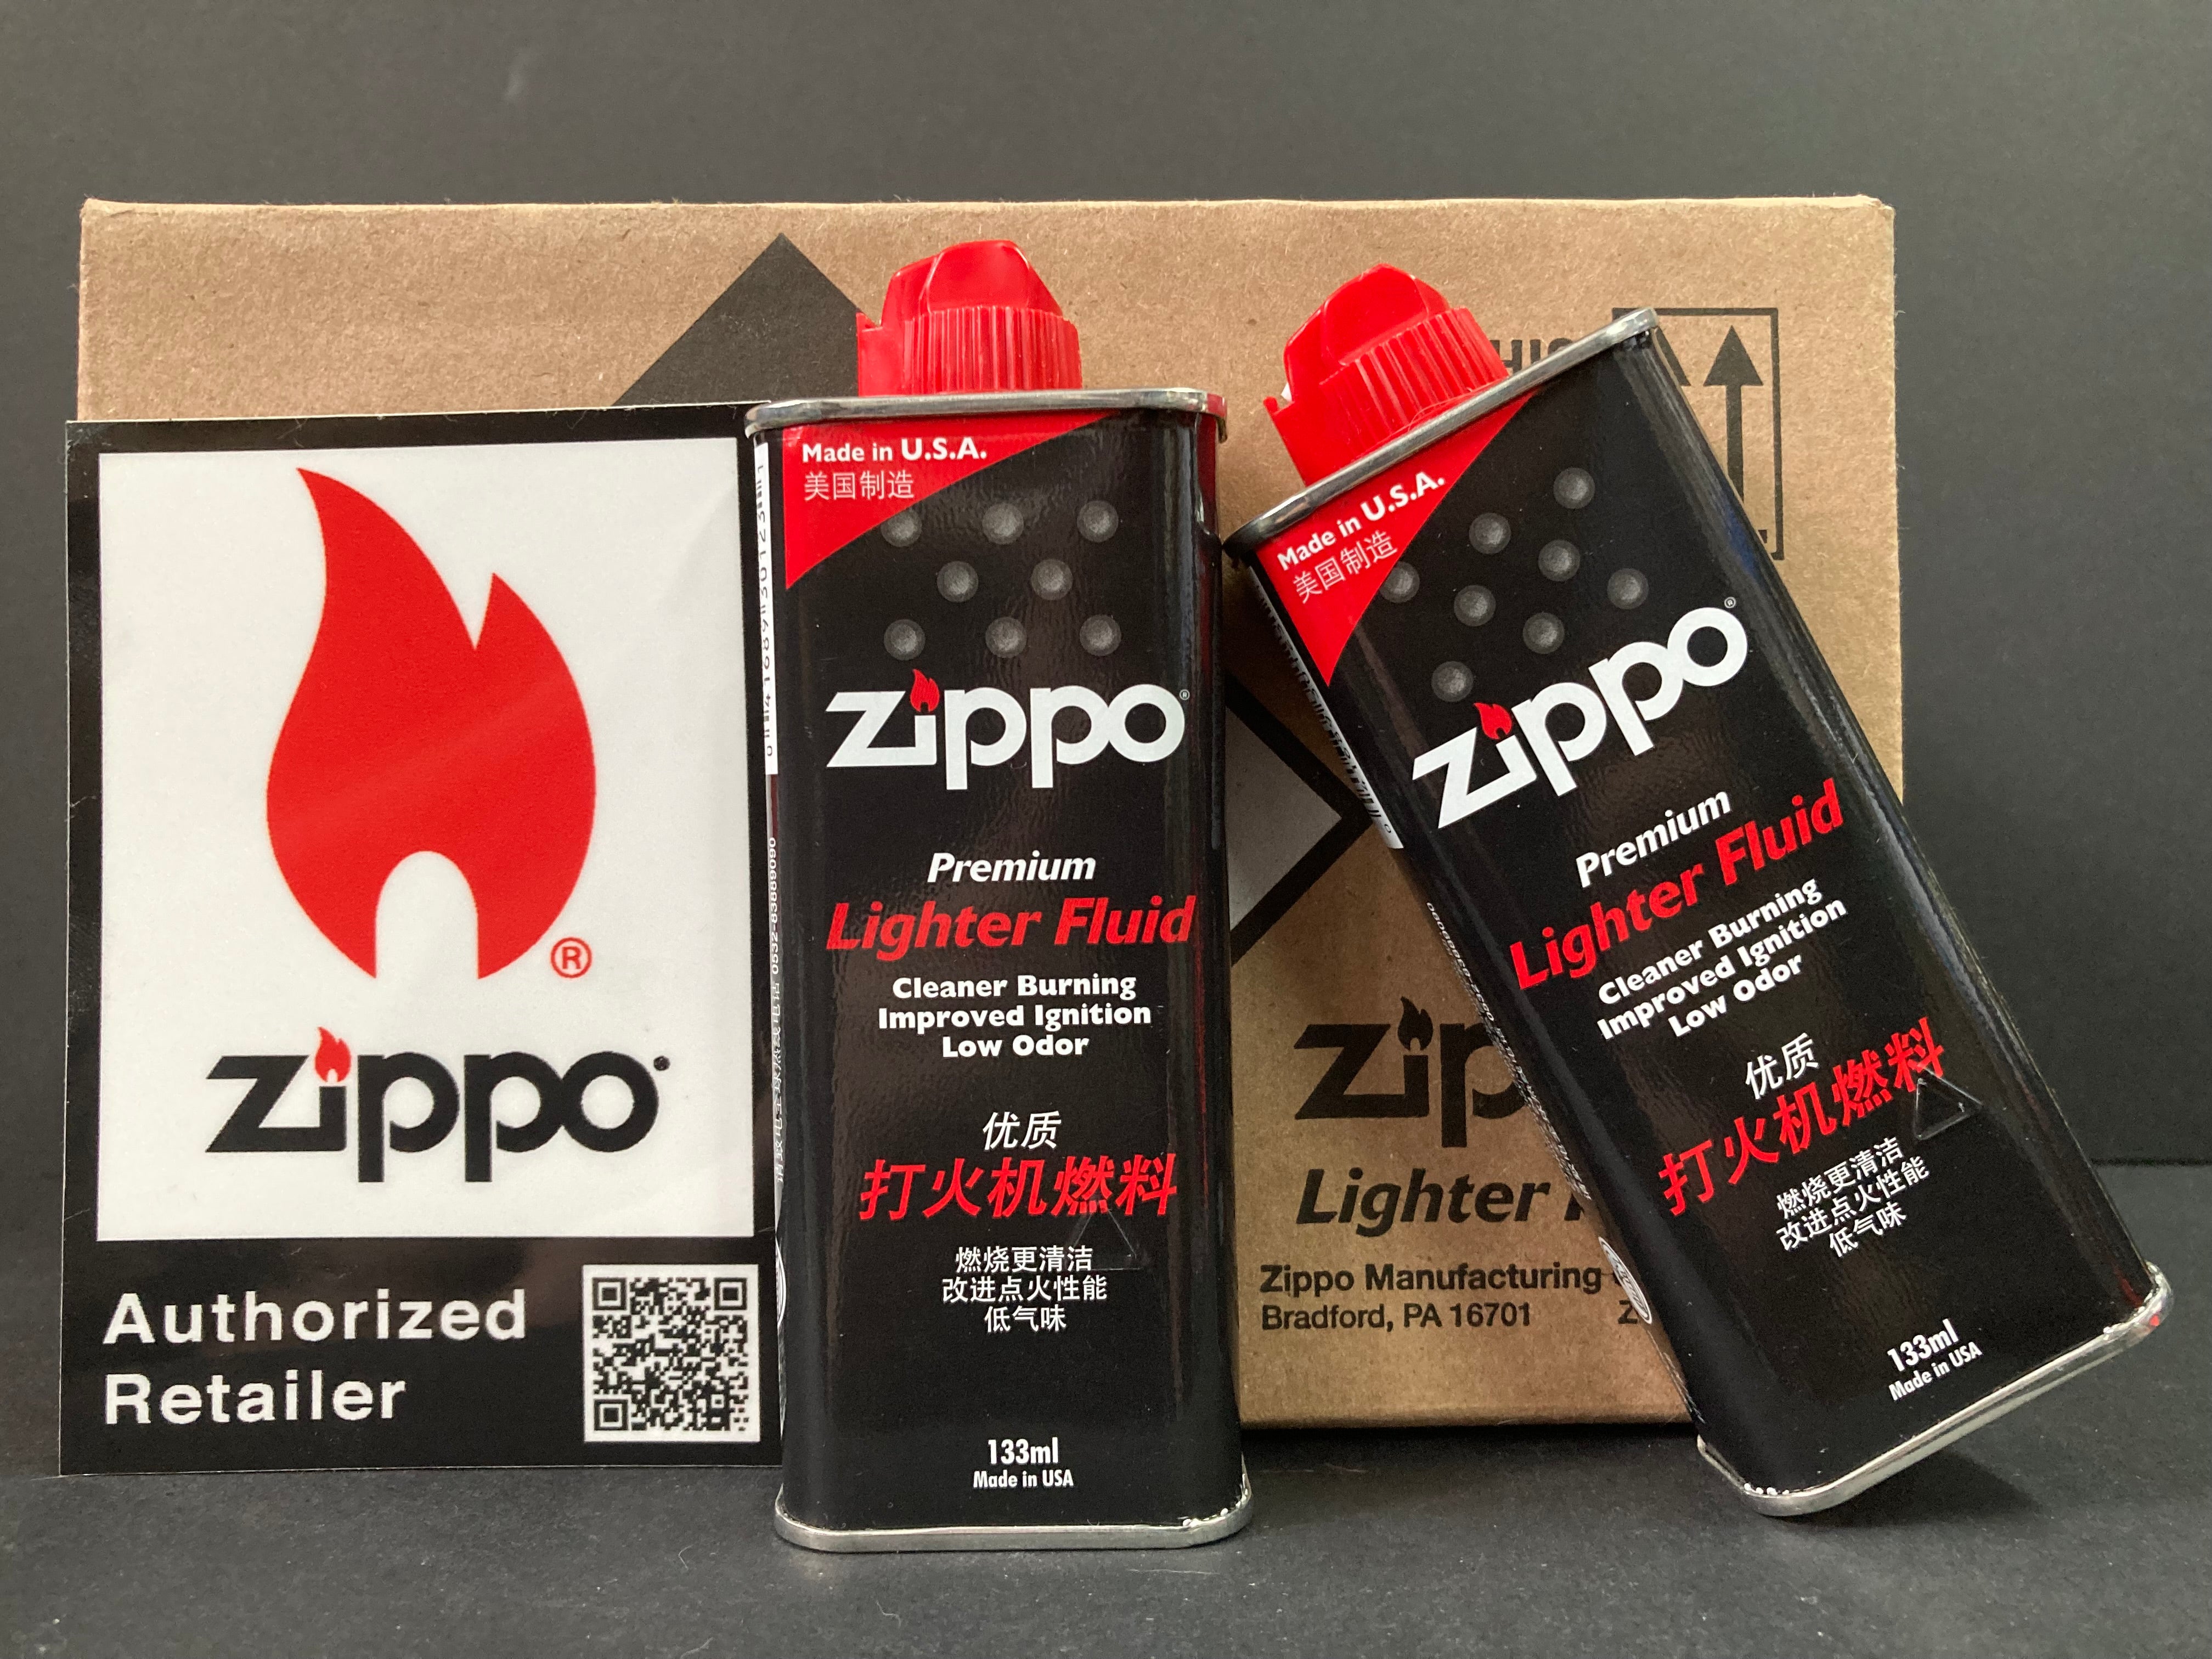 zippo
Authorized
Retailer
Made in U.S.A.
美国制造
zippo
Premium
Lighter Fluid
Cleaner Burning
Improved Ignition
Low Odor
优质
打火机燃料
燃烧更清洁
改进点火性能
低气味
133ml
Made in USA
0532-83889090
Made in U.S.A.
美国制造
zippo
Premium
Lighter Fluid
Cleaner Burning
Improved Ignition
Low Odor
优质
打火机燃料
燃烧更清洁
改进点火性能
低气味
133ml
Made in USA
Lighter
Zippo Manufacturing
Bradford, PA 16701